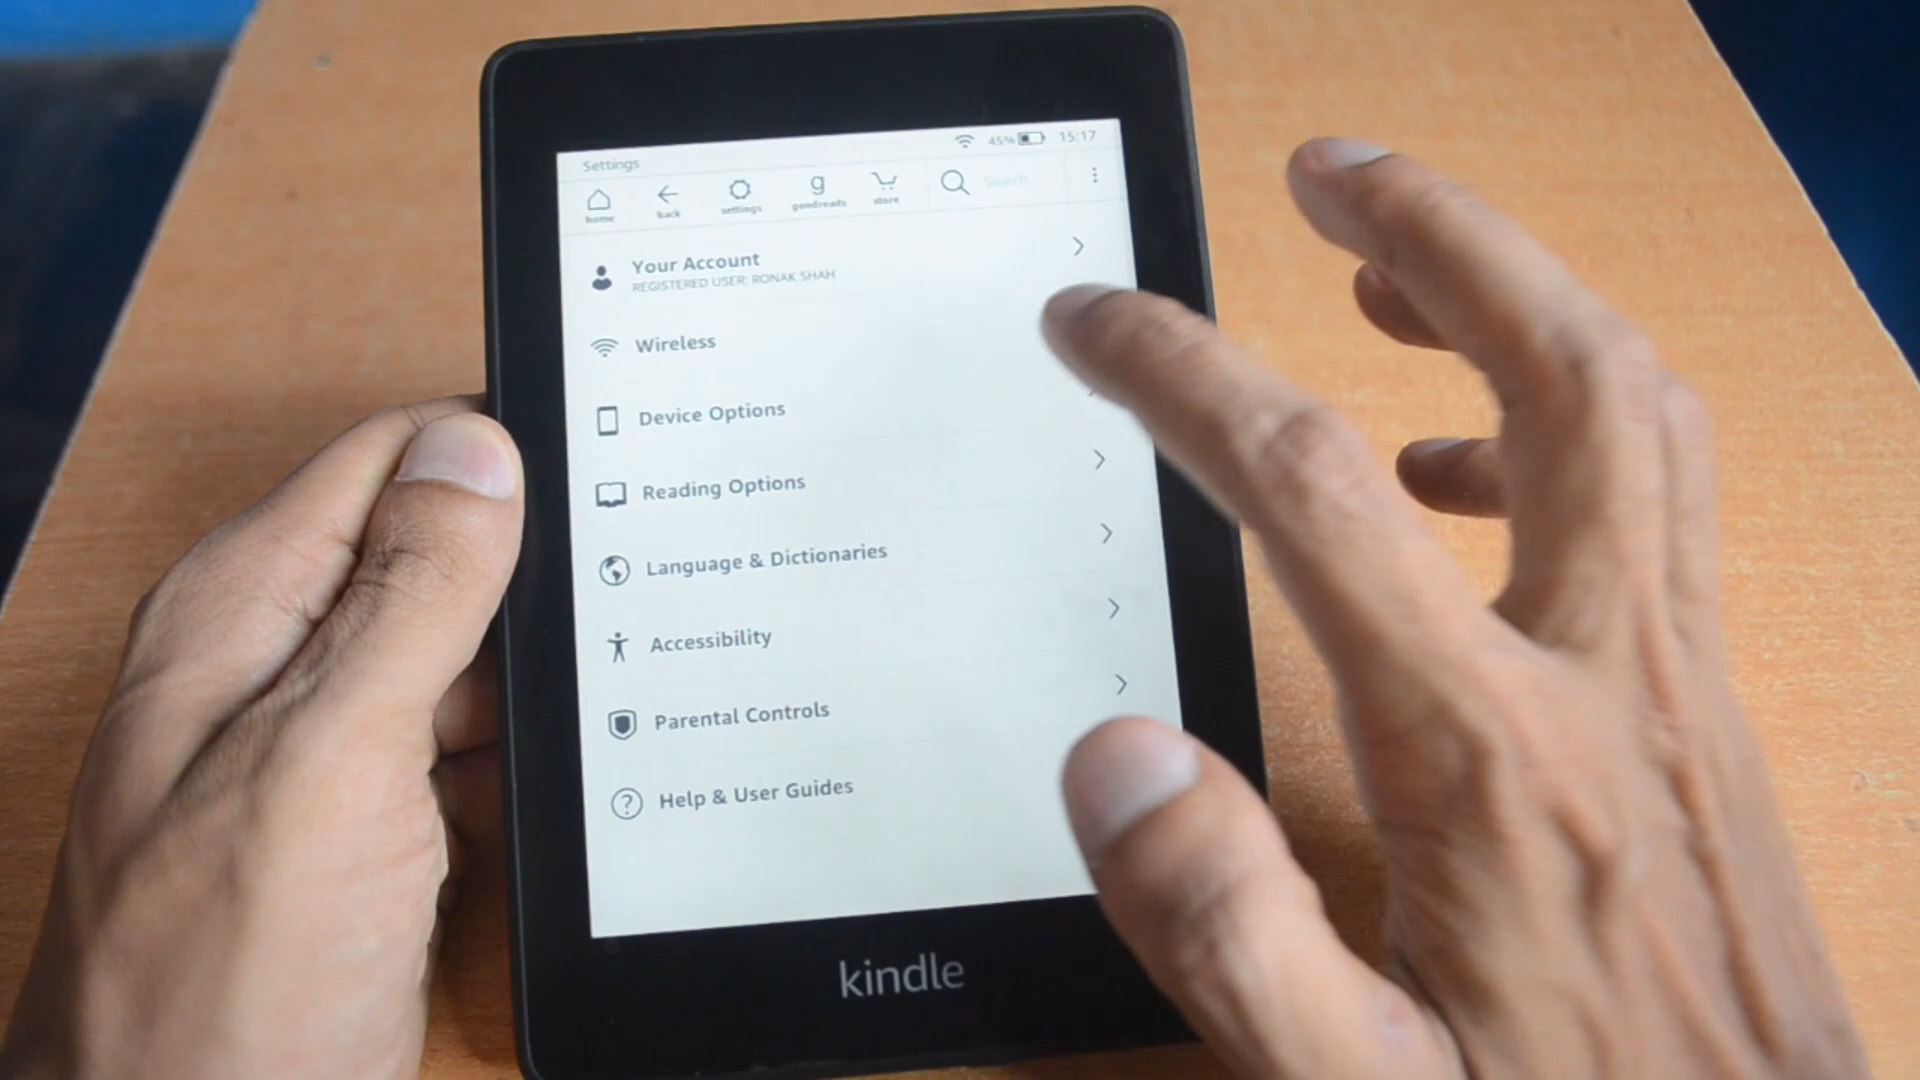 Settings
45% 15:17
home back settings goodreads store Search
Your Account
REGISTERED USER: RONAK SHAH
Wireless
Device Options
Reading Options
Language & Dictionaries
Accessibility
Parental Controls
Help & User Guides
kindle